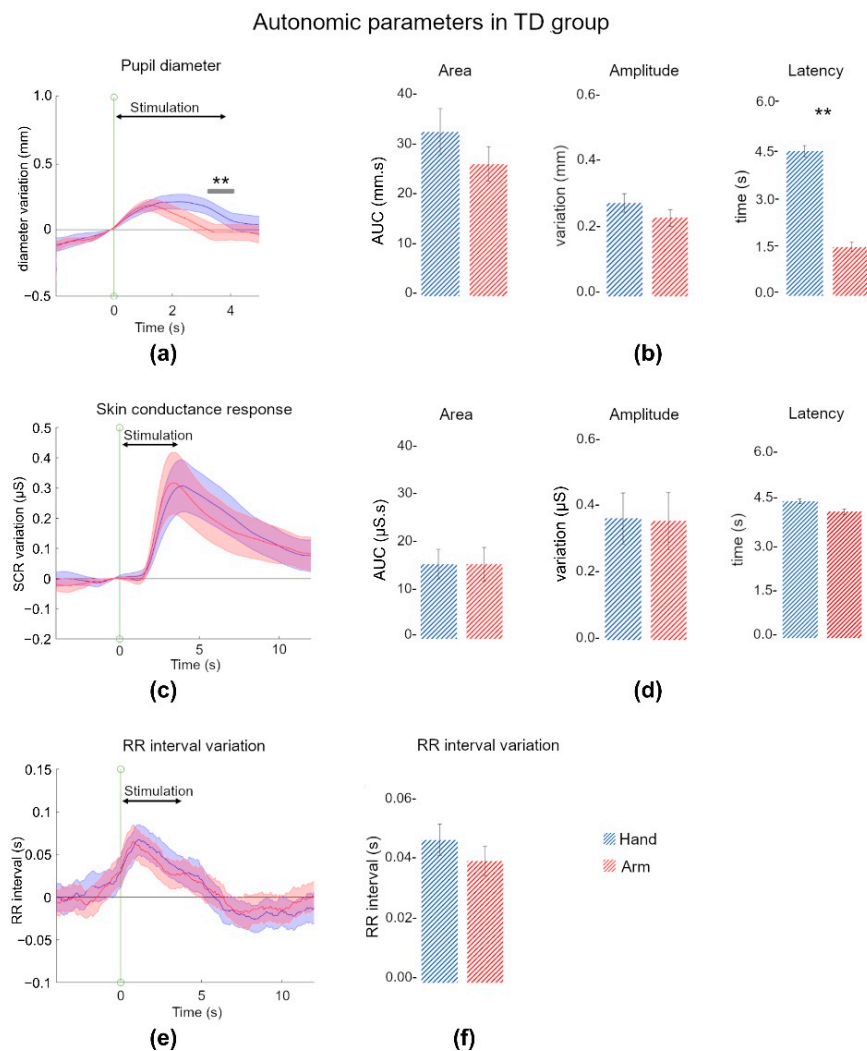 Autonomic parameters in TD group
Pupil diameter
diameter variation (mm)
1.0
0.5
0
−0.5
Stimulation
**
0
2
4
Time (s)
(a)
Area
AUC (mm.s)
40-
30-
20-
10-
0-
Amplitude
variation (mm)
0.6-
0.4-
0.2-
0.0-
Latency
time (s)
6.0-
4.5-
3.0-
1.5-
0.0-
**
(b)
Skin conductance response
SCR variation (µS)
0.5
0.4
0.3
0.2
0.1
0
−0.1
−0.2
Stimulation
0
5
10
Time (s)
(c)
Area
AUC (µS.s)
40-
30-
20-
10-
0-
Amplitude
variation (µS)
0.6-
0.4-
0.2-
0.0-
Latency
time (s)
6.0-
4.5-
3.0-
1.5-
0.0-
(d)
RR interval variation
RR interval (s)
0.15
0.1
0.05
0
−0.05
−0.1
Stimulation
0
5
10
Time (s)
(e)
RR interval variation
RR interval (s)
0.06-
0.04-
0.02-
0.00-
(f)
Hand
Arm